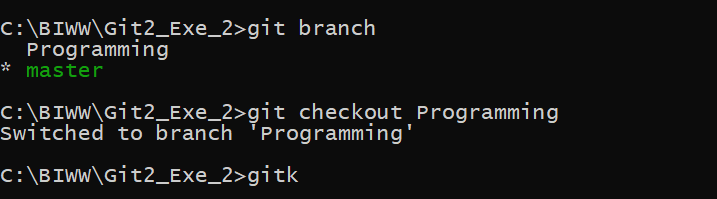 C:\BIWW\Git2_Exe_2>git branch
  Programming
* master
C:\BIWW\Git2_Exe_2>git checkout Programming
Switched to branch 'Programming'
C:\BIWW\Git2_Exe_2>gitk